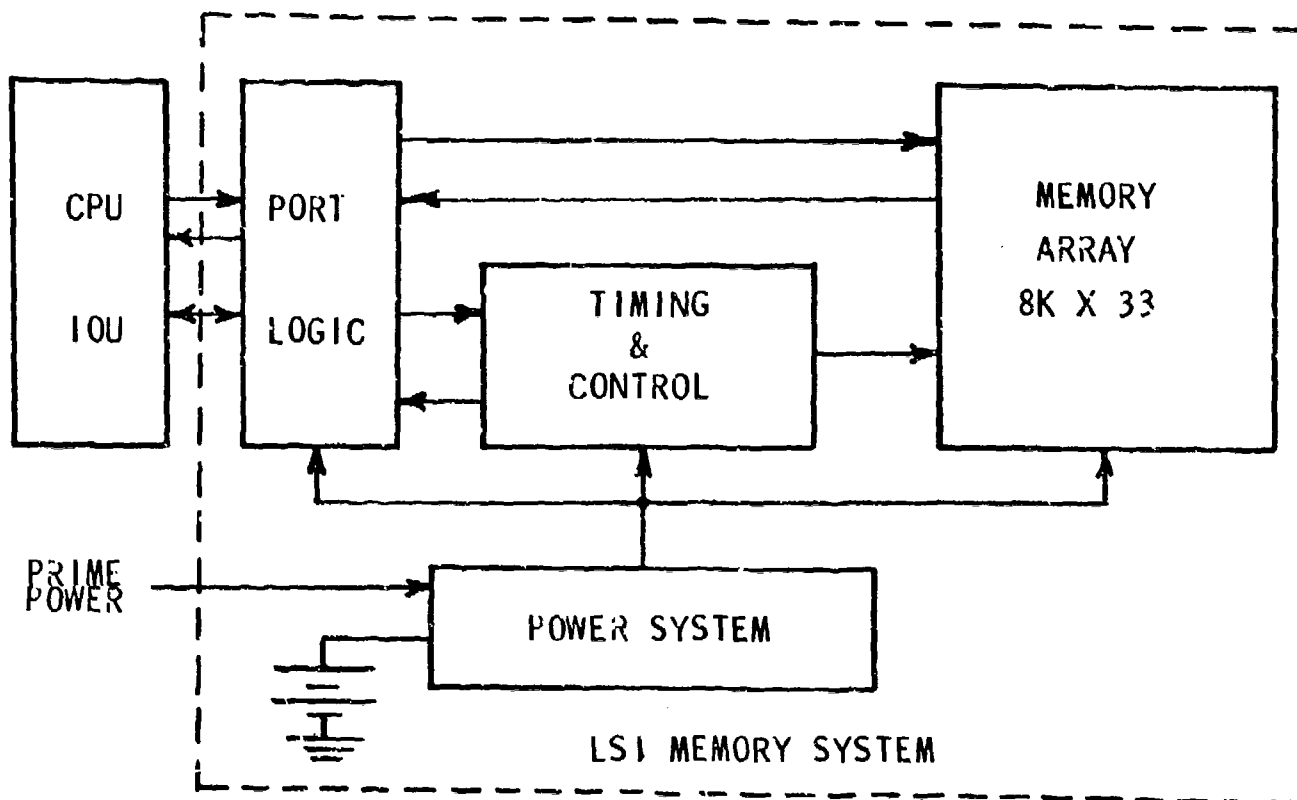 CPU
IOU
PORT
LOGIC
TIMING
&
CONTROL
MEMORY
ARRAY
8K X 33
PRIME
POWER
POWER SYSTEM
LSI MEMORY SYSTEM